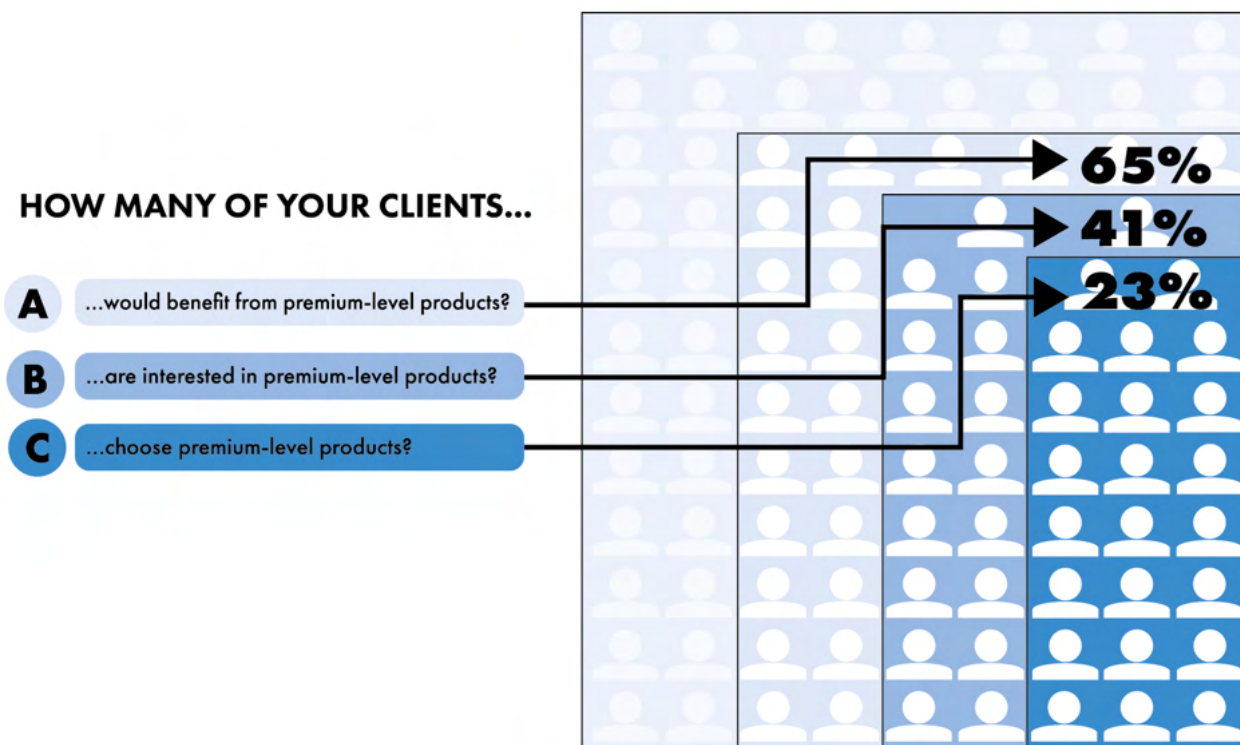 HOW MANY OF YOUR CLIENTS...
A ...would benefit from premium-level products?
65%
B ...are interested in premium-level products?
41%
C ...choose premium-level products?
23%